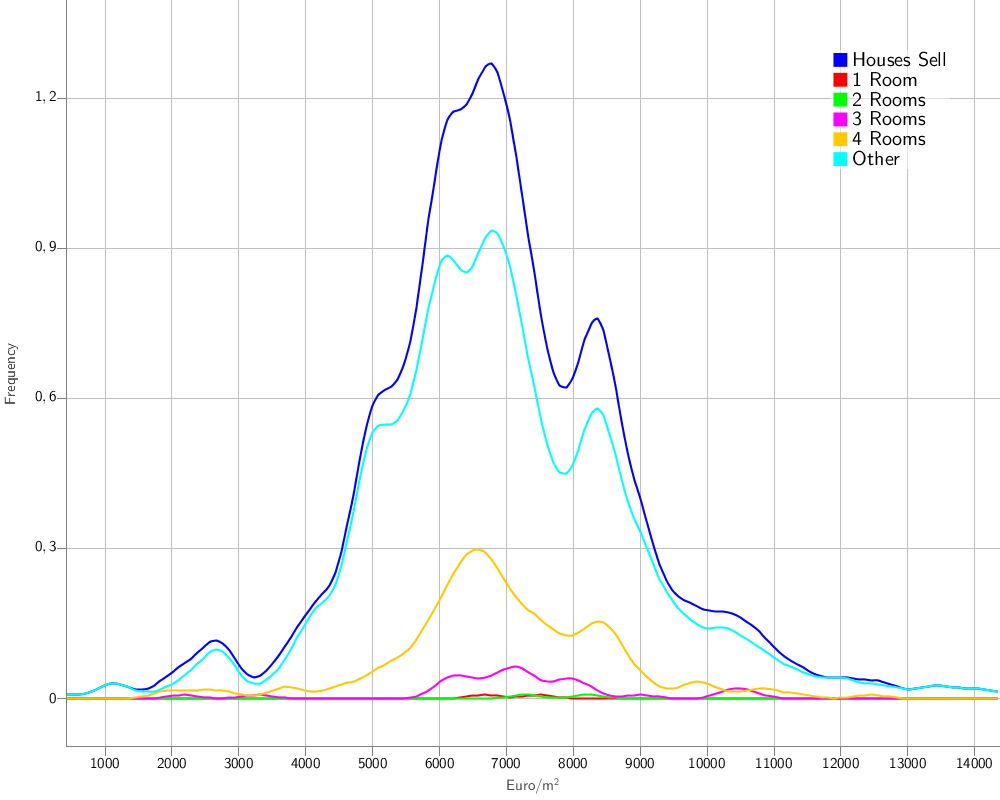 Houses Sell
1 Room
2 Rooms
3 Rooms
4 Rooms
Other
1, 2
0, 9
0, 6
0, 3
0
Frequency
1000 2000 3000 4000 5000 6000 7000 8000 9000 10000 11000 12000 13000 14000
Euro/m²